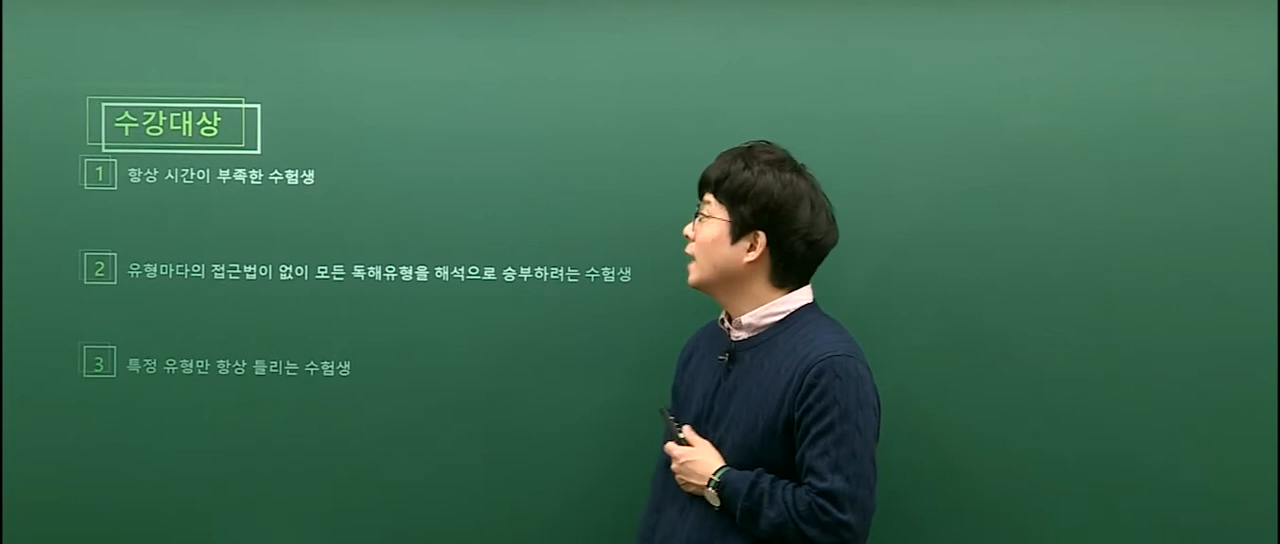 수강대상
1 항상 시간이 부족한 수험생
2 유형마다의 접근법이 없이 모든 독해유형을 해석으로 승부하려는 수험생
3 특정 유형만 항상 틀리는 수험생